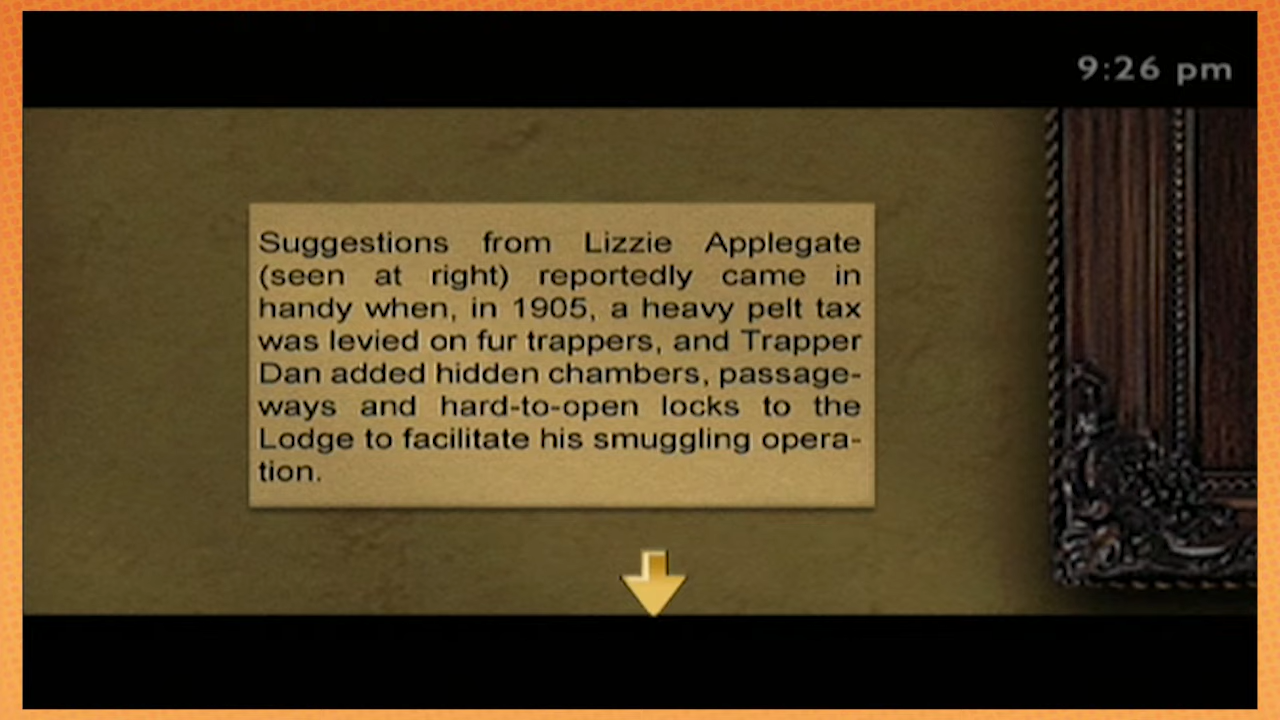 9:26 pm
Suggestions from Lizzie Applegate
(seen at right) reportedly came in
handy when, in 1905, a heavy pelt tax
was levied on fur trappers, and Trapper
Dan added hidden chambers, passage-
ways and hard-to-open locks to the
Lodge to facilitate his smuggling opera-
tion.